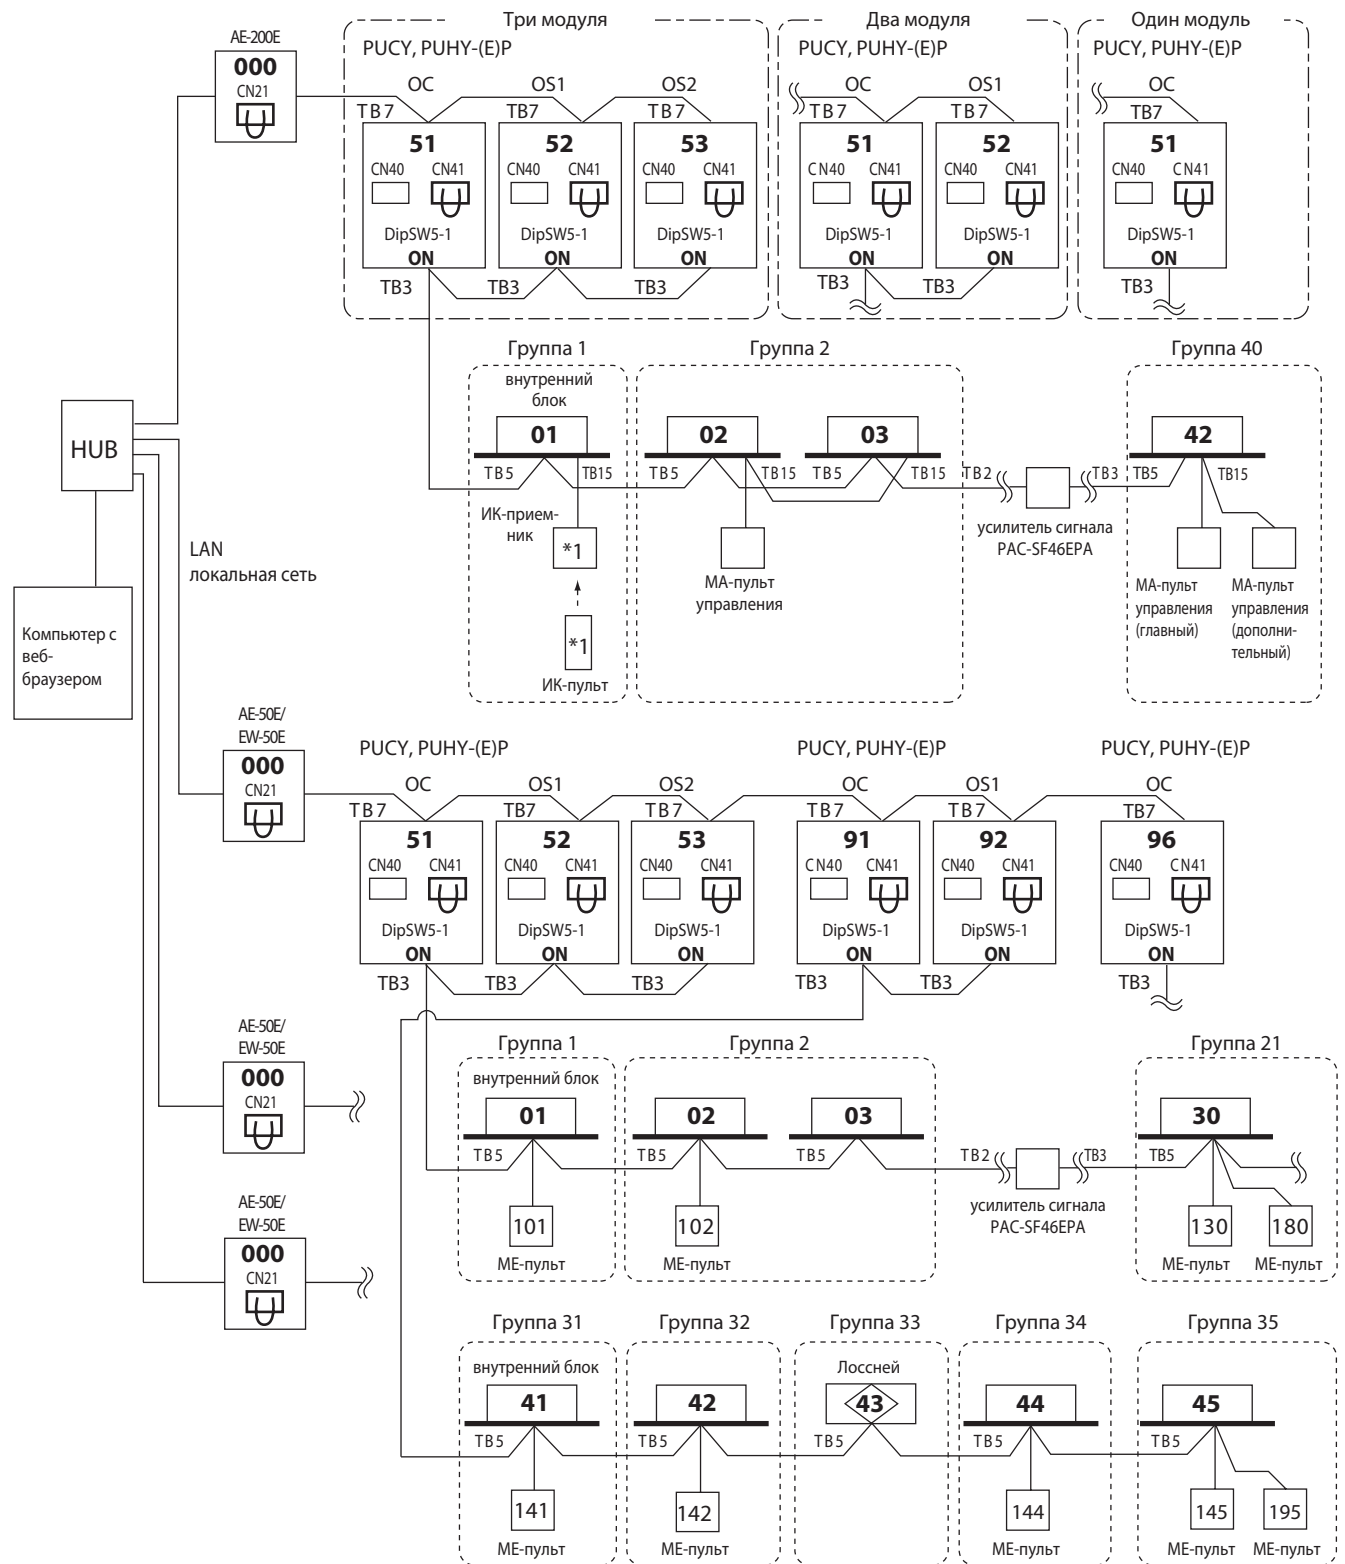 Три модуля
Два модуля
Один модуль
AE-200E
PUCY, PUHY-(E)P
PUCY, PUHY-(E)P
PUCY, PUHY-(E)P
000
CN21
OC
OS1
OS2
OC
OS1
OC
TB7
TB7
TB7
TB7
TB7
TB7
51
52
53
51
52
51
CN40 CN41
CN40 CN41
CN40 CN41
CN40 CN41
CN40 CN41
CN40 CN41
DipSW5-1
DipSW5-1
DipSW5-1
DipSW5-1
DipSW5-1
DipSW5-1
ON
ON
ON
ON
ON
ON
TB3
TB3
TB3
TB3
TB3
TB3
Группа 1
Группа 2
Группа 40
внутренний
блок
01
02
03
42
HUB
TB5
TB15
TB5
TB15
TB5
TB15
TB2
TB3
TB5
TB15
ИК-прием-
ник
*1
усилитель сигнала
PAC-SF46EPA
LAN
локальная сеть
МА-пульт
управления
МА-пульт
управления
(главный)
МА-пульт
управления
(дополни-
тельный)
Компьютер с
веб-
браузером
*1
ИК-пульт
AE-50E/
EW-50E
000
CN21
PUCY, PUHY-(E)P
PUCY, PUHY-(E)P
PUCY, PUHY-(E)P
OC
OS1
OS2
OC
OS1
OC
TB7
TB7
TB7
TB7
TB7
TB7
51
52
53
91
92
96
CN40 CN41
CN40 CN41
CN40 CN41
CN40 CN41
CN40 CN41
CN40 CN41
DipSW5-1
DipSW5-1
DipSW5-1
DipSW5-1
DipSW5-1
DipSW5-1
ON
ON
ON
ON
ON
ON
TB3
TB3
TB3
TB3
TB3
TB3
AE-50E/
EW-50E
000
CN21
Группа 1
Группа 2
Группа 21
внутренний блок
01
02
03
30
TB5
TB5
TB5
TB2
TB3
TB5
усилитель сигнала
PAC-SF46EPA
101
102
130
180
МЕ-пульт
МЕ-пульт
МЕ-пульт
МЕ-пульт
AE-50E/
EW-50E
000
CN21
Группа 31
Группа 32
Группа 33
Группа 34
Группа 35
внутренний блок
Лоссней
41
42
43
44
45
TB5
TB5
TB5
TB5
TB5
141
142
144
145
195
МЕ-пульт
МЕ-пульт
МЕ-пульт
МЕ-пульт
МЕ-пульт